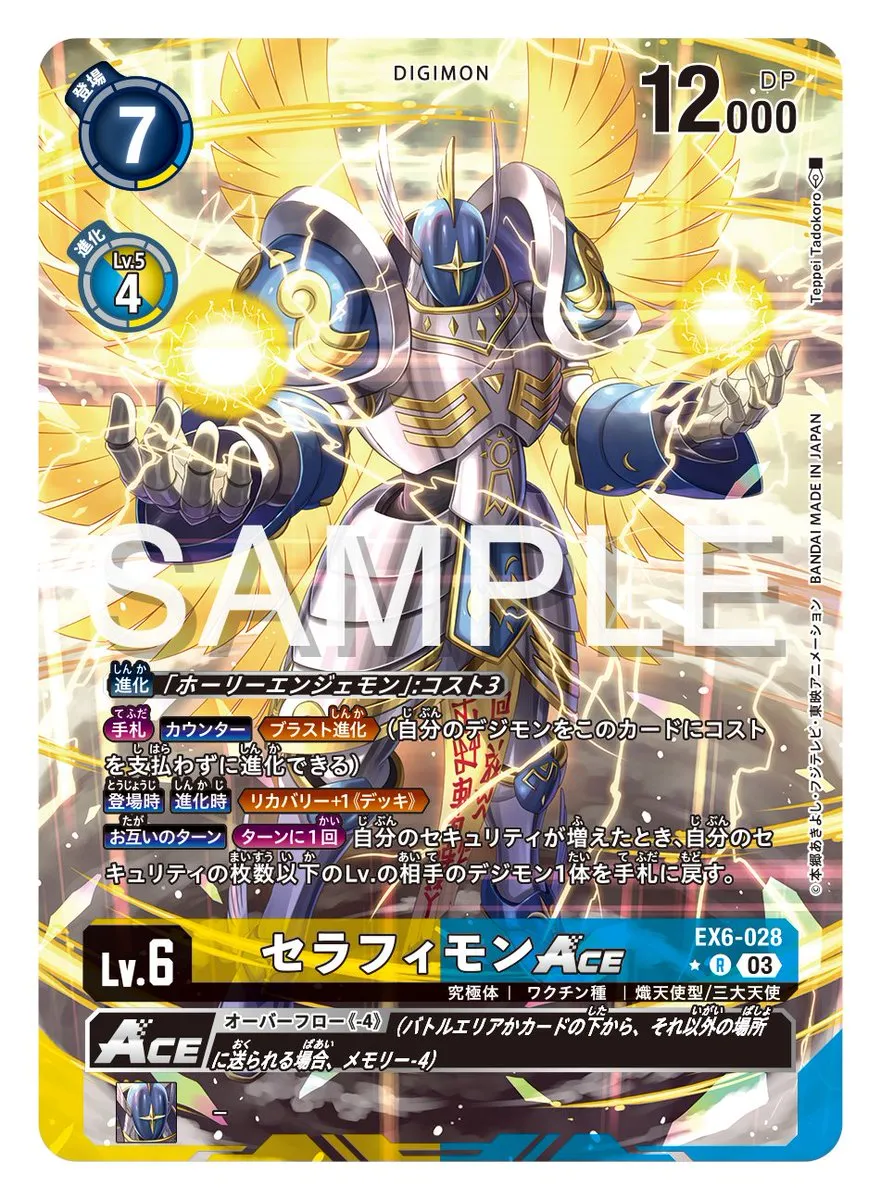 DIGIMON
登場
7
12000
DP
進化
Lv.5
4
Teppei Tadokoro
BANDAI MADE IN JAPAN
©本郷あきよし・フジテレビ・東映アニメーション
SAMPLE
進化 「ホーリーエンジェモン」:コスト3
手札 カウンター ブラスト進化 (自分のデジモンをこのカードにコスト
を支払わずに進化できる)
登場時 進化時 リカバリー+1《デッキ》
お互いのターン ターンに1回 自分のセキュリティが増えたとき、自分のセ
キュリティの枚数以下のLv.の相手のデジモン1体を手札に戻す。
Lv.6
セラフィモンACE
EX6-028
★ R 03
究極体 | ワクチン種 | 熾天使型/三大天使
ACE
オーバーフロー《-4》 (バトルエリアかカードの下から、それ以外の場所
に送られる場合、メモリー-4)
–